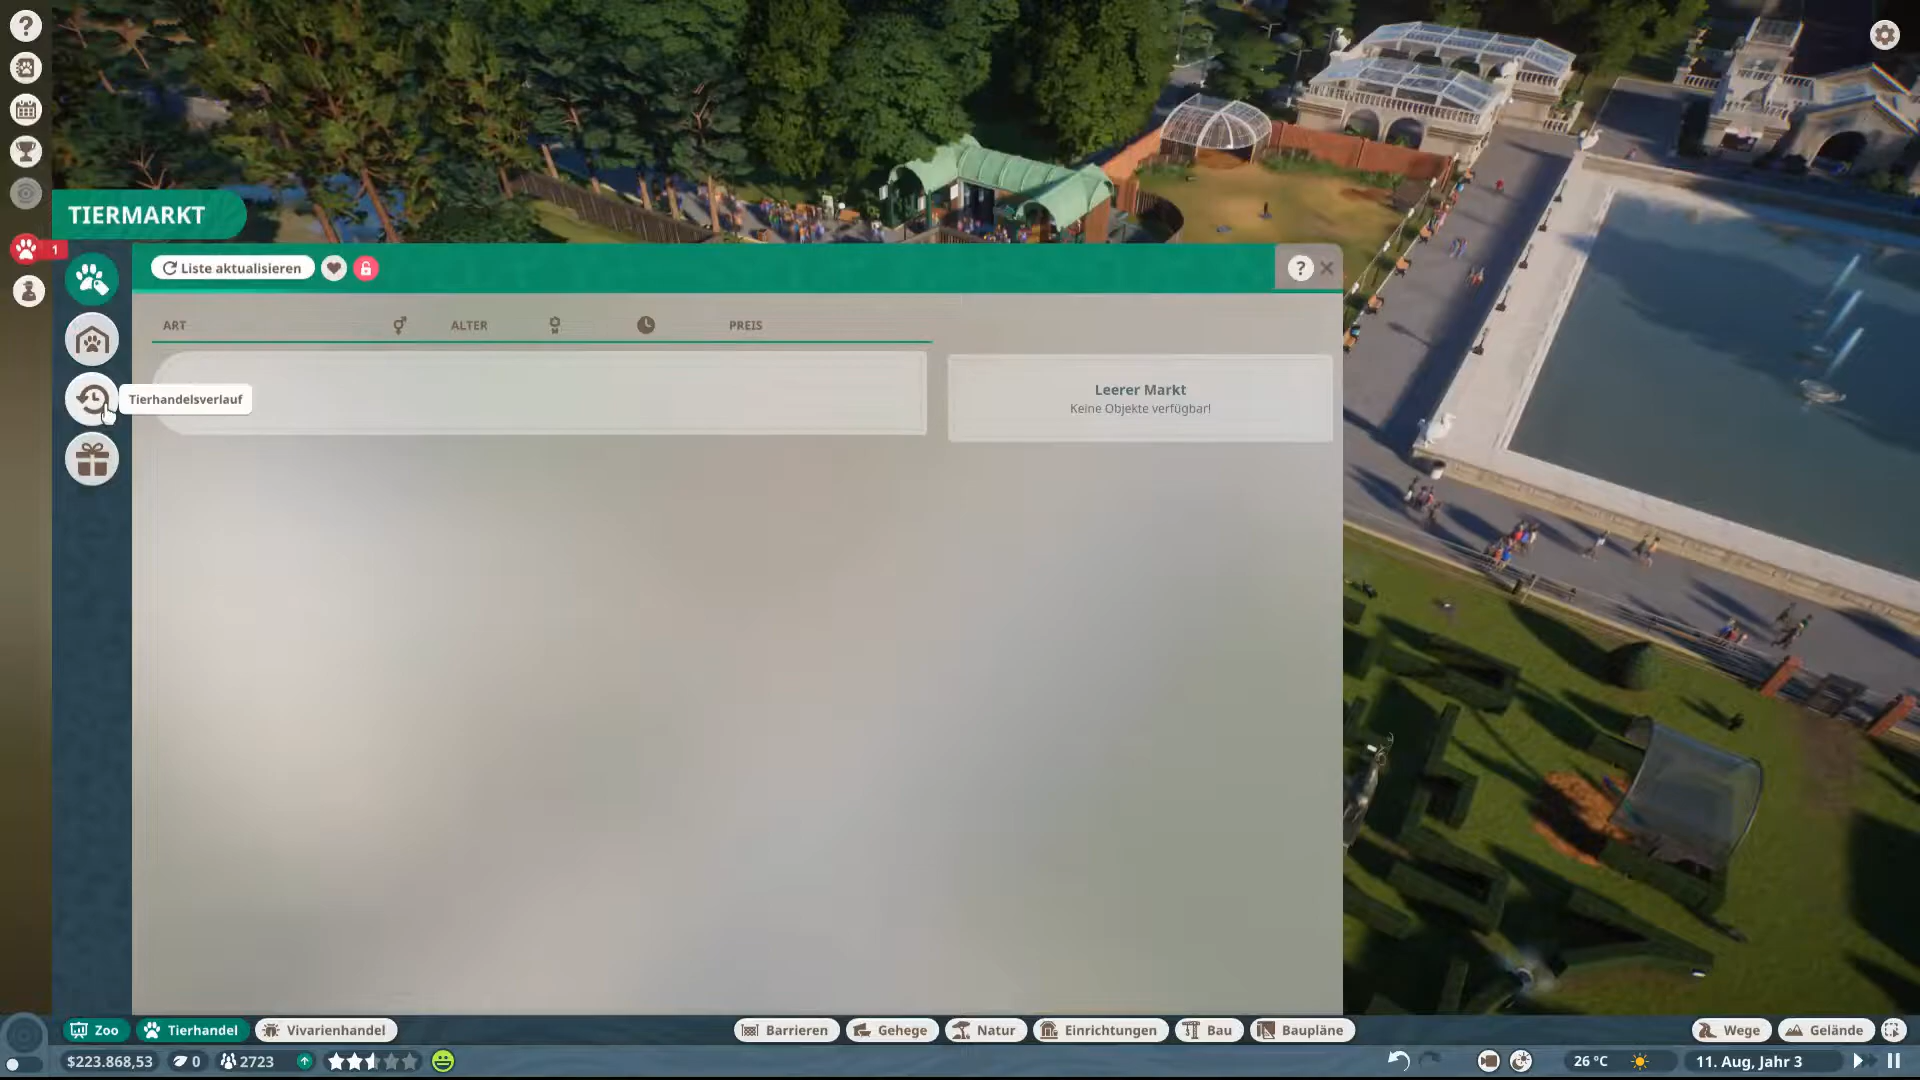 TIERMARKT
1
Liste aktualisieren
?
ART
ALTER
PREIS
Tierhandelsverlauf
Leerer Markt
Keine Objekte verfügbar!
Zoo
Tierhandel
Vivarienhandel
Barrieren
Gehege
Natur
Einrichtungen
Bau
Baupläne
Wege
Gelände
$223.868,53
0
2723
26 °C
11. Aug, Jahr 3